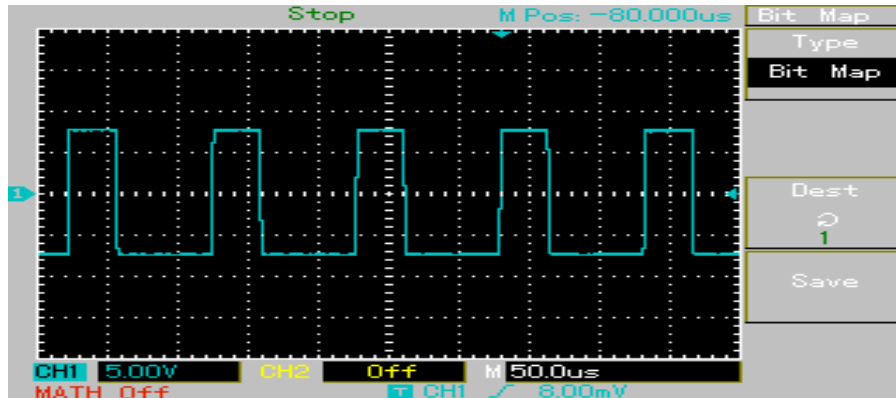 Stop M Pos: -80.000us Bit Map
Type
Bit Map
1
Dest
1
Save
CH1 5.00V CH2 Off M 50.0us
MATH Off T CH1 8.00mV